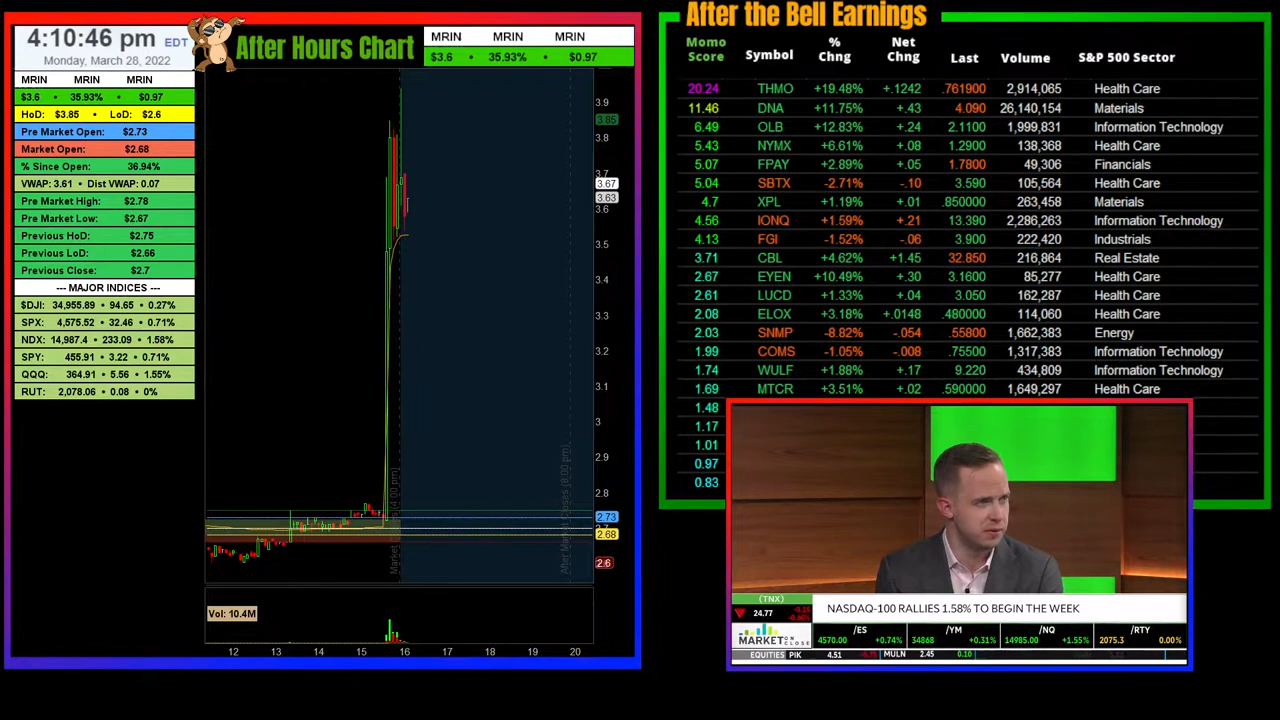 4:10:46 pm EDT
Monday, March 28, 2022
After Hours Chart
MRIN MRIN MRIN
$3.6 • 35.93% • $0.97
MRIN MRIN MRIN
$3.6 • 35.93% • $0.97
HoD: $3.85 • LoD: $2.6
Pre Market Open: $2.73
Market Open: $2.68
% Since Open: 36.94%
VWAP: 3.61 • Dist VWAP: 0.07
Pre Market High: $2.78
Pre Market Low: $2.67
Previous HoD: $2.75
Previous LoD: $2.66
Previous Close: $2.7
--- MAJOR INDICES ---
$DJI: 34,955.89 • 94.65 • 0.27%
SPX: 4,575.52 • 32.46 • 0.71%
NDX: 14,987.4 • 233.09 • 1.58%
SPY: 455.91 • 3.22 • 0.71%
QQQ: 364.91 • 5.56 • 1.55%
RUT: 2,078.06 • 0.08 • 0%
3.9
3.85
3.8
3.7
3.67
3.63
3.6
3.5
3.4
3.3
3.2
3.1
3
2.9
2.8
2.73
2.68
2.6
Vol: 10.4M
12 13 14 15 16 17 18 19 20
After the Bell Earnings
Momo Score Symbol % Chng Net Chng Last Volume S&P 500 Sector
20.24 THMO +19.48% +.1242 .761900 2,914,065 Health Care
11.46 DNA +11.75% +.43 4.090 26,140,154 Materials
6.49 OLB +12.83% +.24 2.1100 1,999,831 Information Technology
5.43 NYMX +6.61% +.08 1.2900 138,368 Health Care
5.07 FPAY +2.89% +.05 1.7800 49,306 Financials
5.04 SBTX -2.71% -.10 3.590 105,564 Health Care
4.7 XPL +1.19% +.01 .850000 263,458 Materials
4.56 IONQ +1.59% +.21 13.390 2,286,263 Information Technology
4.13 FGI -1.52% -.06 3.900 222,420 Industrials
3.71 CBL +4.62% +1.45 32.850 216,864 Real Estate
2.67 EYEN +10.49% +.30 3.1600 85,277 Health Care
2.61 LUCD +1.33% +.04 3.050 162,287 Health Care
2.08 ELOX +3.18% +.0148 .480000 114,060 Health Care
2.03 SNMP -8.82% -.054 .55800 1,662,383 Energy
1.99 COMS -1.05% -.008 .75500 1,317,383 Information Technology
1.74 WULF +1.88% +.17 9.220 434,809 Information Technology
1.69 MTCR +3.51% +.02 .590000 1,649,297 Health Care
1.48
1.17
1.01
0.97
0.83
(TNX)
24.77
NASDAQ-100 RALLIES 1.58% TO BEGIN THE WEEK
MARKET ON CLOSE
/ES /YM /NQ /RTY
4570.00 +0.74% 34868 +0.31% 14985.00 +1.55% 2075.3 0.00%
EQUITIES PIK 4.51 MULN 2.45 0.10